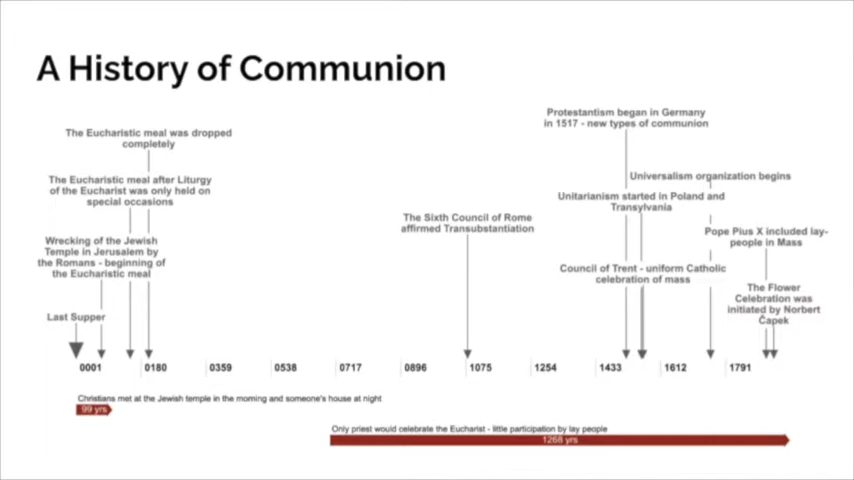 A History of Communion
Protestantism began in Germany
in 1517 - new types of communion
The Eucharistic meal was dropped
completely
Universalism organization begins
The Eucharistic meal after Liturgy
of the Eucharist was only held on
special occasions
Unitarianism started in Poland and
Transylvania
The Sixth Council of Rome
affirmed Transubstantiation
Pope Pius X included lay-
people in Mass
Wrecking of the Jewish
Temple in Jerusalem by
the Romans - beginning of
the Eucharistic meal
Council of Trent - uniform Catholic
celebration of mass
The Flower
Celebration was
initiated by Norbert
Čapek
Last Supper
0001 0180 0359 0538 0717 0896 1075 1254 1433 1612 1791
Christians met at the Jewish temple in the morning and someone's house at night
99 yrs
Only priest would celebrate the Eucharist - little participation by lay people
1268 yrs